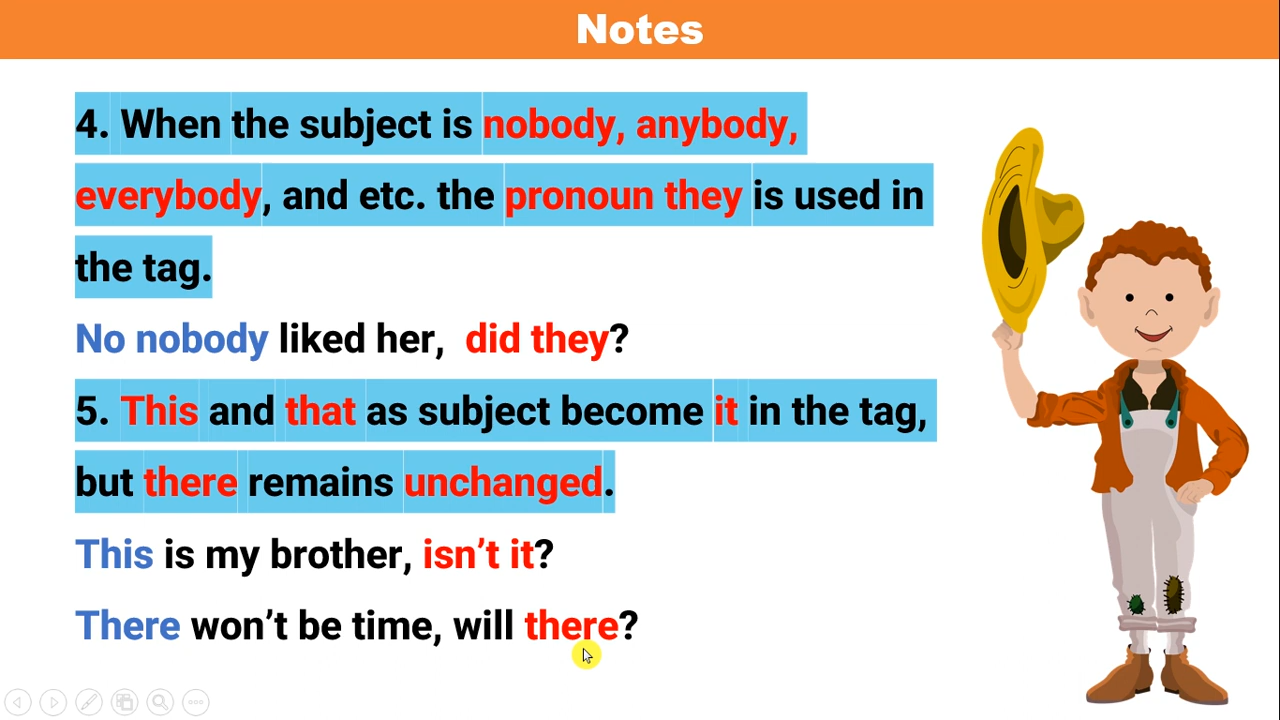 Notes
4. When the subject is nobody, anybody,
everybody, and etc. the pronoun they is used in
the tag.
No nobody liked her, did they?
5. This and that as subject become it in the tag,
but there remains unchanged.
This is my brother, isn’t it?
There won’t be time, will there?